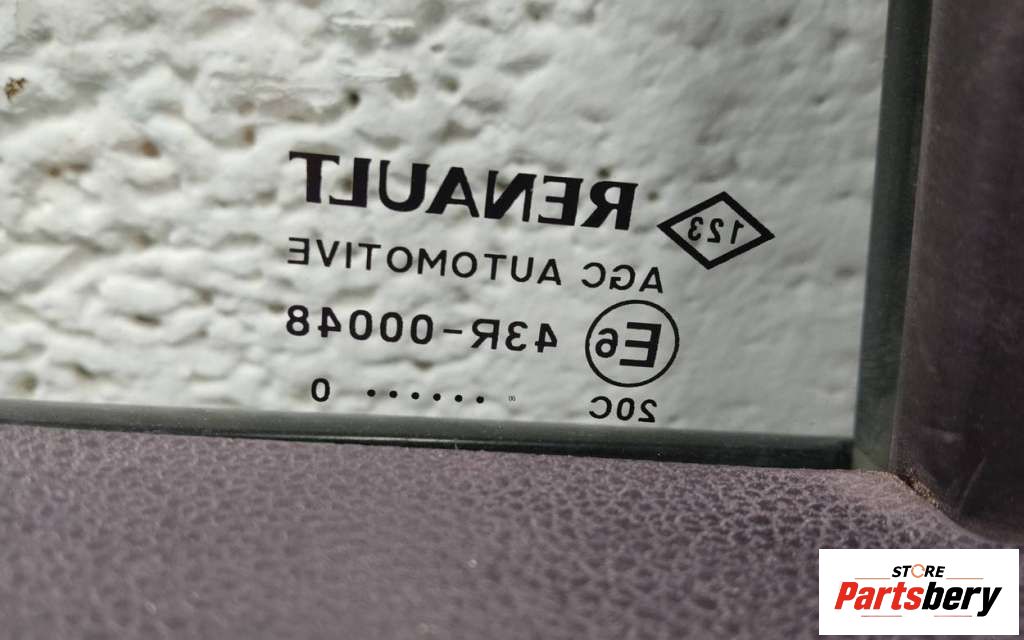 RENAULT
123
AGC AUTOMOTIVE
E6 43R-00048
20C ...... 0
STORE
Partsbery